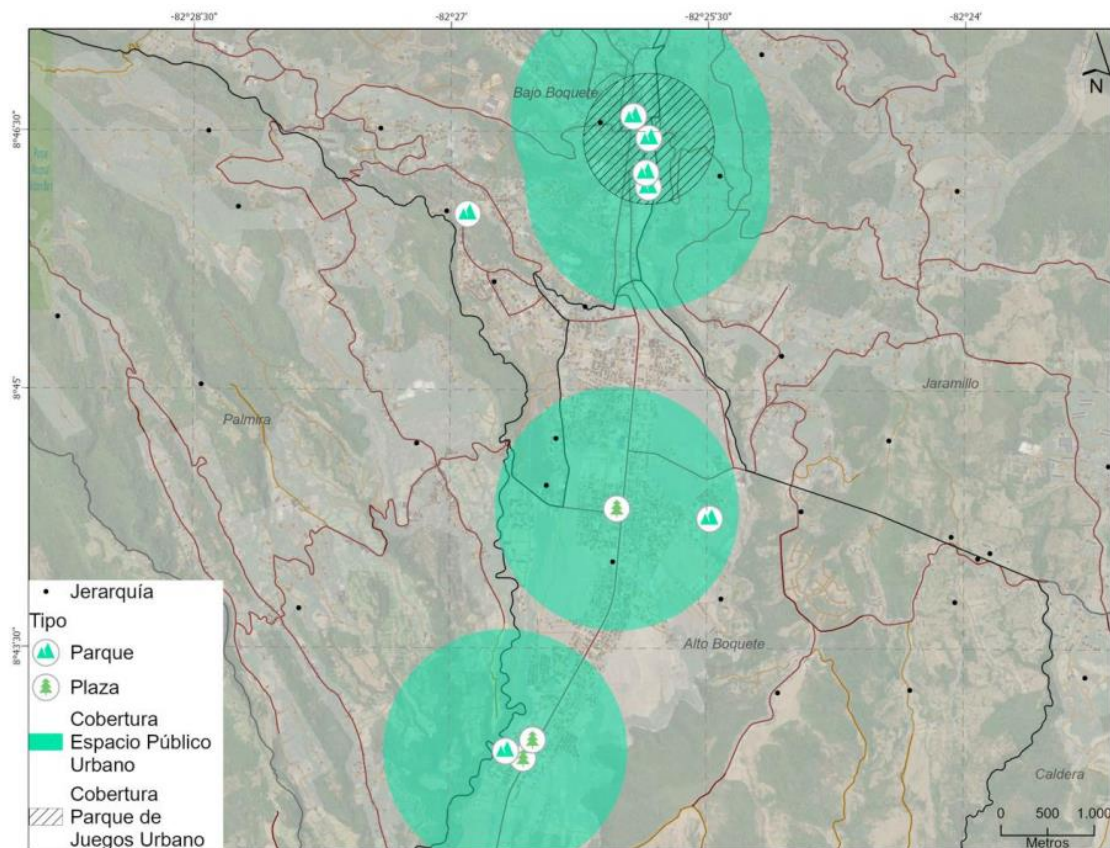 -82°28'30"
-82°27'
-82°25'30"
-82°24'
8°46'30"
8°45'
8°43'30"
N
Bajo Boquete
Jaramillo
Palmira
Alto Boquete
Caldera
Jerarquía
Tipo
Parque
Plaza
Cobertura
Espacio Público
Urbano
Cobertura
Parque de
Juegos Urbano
0 500 1.000
Metros